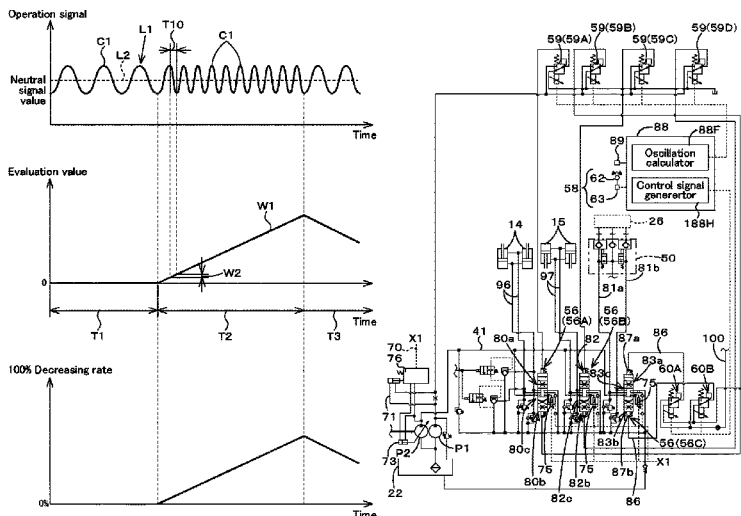 Operation signal
T10
C1
L2
L1
C1
Neutral
signal
value
Time
Evaluation value
W1
W2
0
T1
T2
T3
Time
100% Decreasing rate
0%
Time
59(59A)
59(59B)
59(59C)
59(59D)
88
88F
89
Oscillation
calculator
62
58
63
Control signal
generertor
188H
26
14
15
50
81a
81b
96
97
56
(56A)
56
(56B)
87a
86
100
X1
70
76
41
80a
82
83c
83a
60A
60B
71
75
73
P2
P1
80c
80b
75
83b
56(56C)
X1
22
82c
82b
87b
86